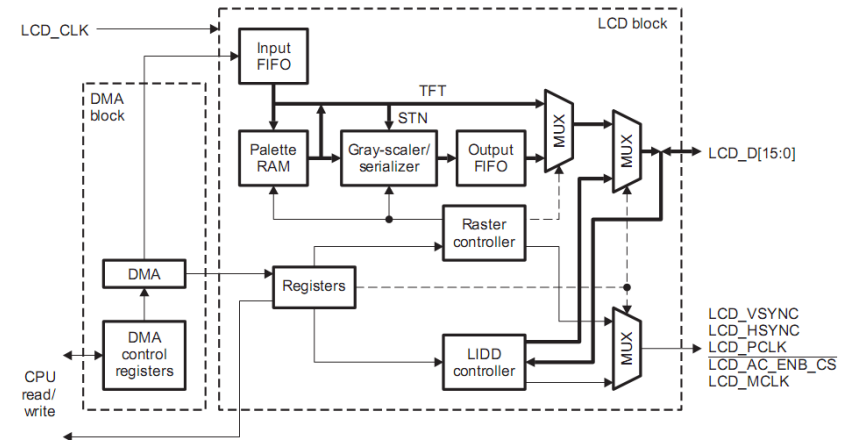 LCD_CLK
LCD block
Input
FIFO
DMA
block
TFT
STN
MUX
MUX
Palette
RAM
Gray-scaler/
serializer
Output
FIFO
LCD_D[15:0]
Raster
controller
DMA
Registers
DMA
control
registers
LIDD
controller
MUX
LCD_VSYNC
LCD_HSYNC
LCD_PCLK
LCD_AC_ENB_CS
LCD_MCLK
CPU
read/
write